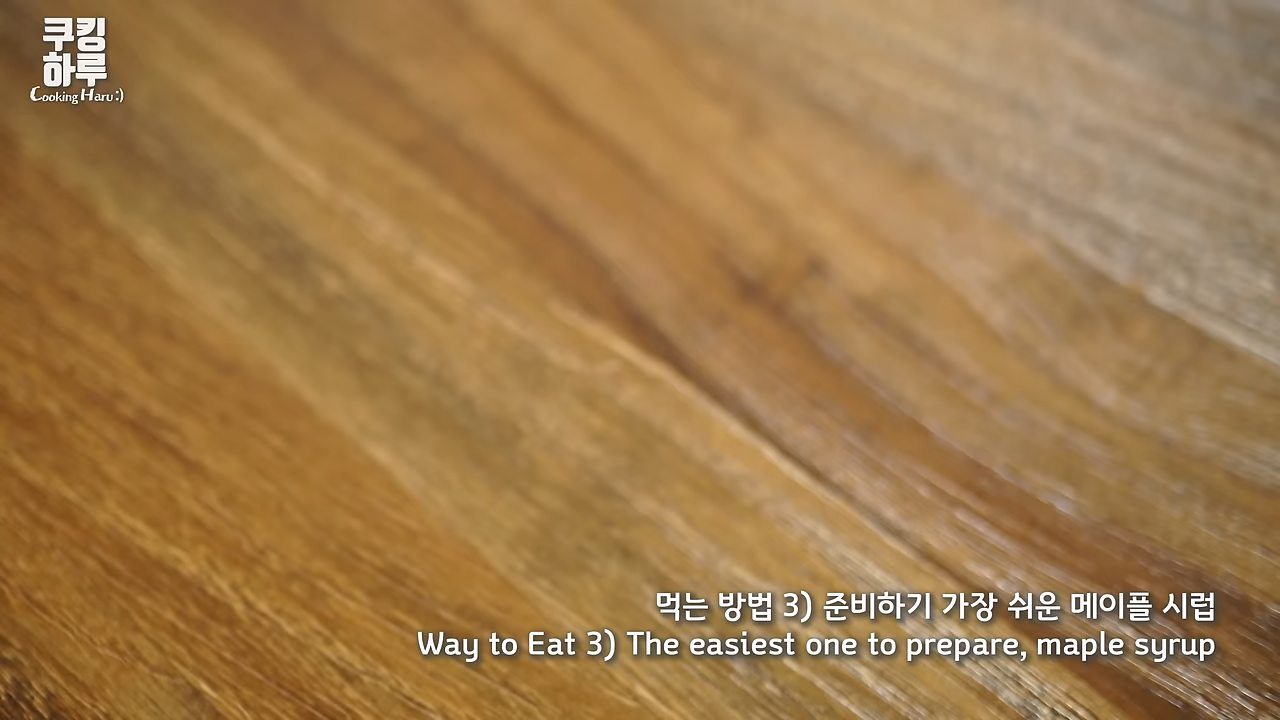 쿠킹
하루
Cooking Haru :)
먹는 방법 3) 준비하기 가장 쉬운 메이플 시럽
Way to Eat 3) The easiest one to prepare, maple syrup